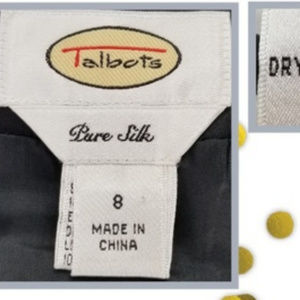 Talbots
Pure Silk
8
MADE IN
CHINA
DRY